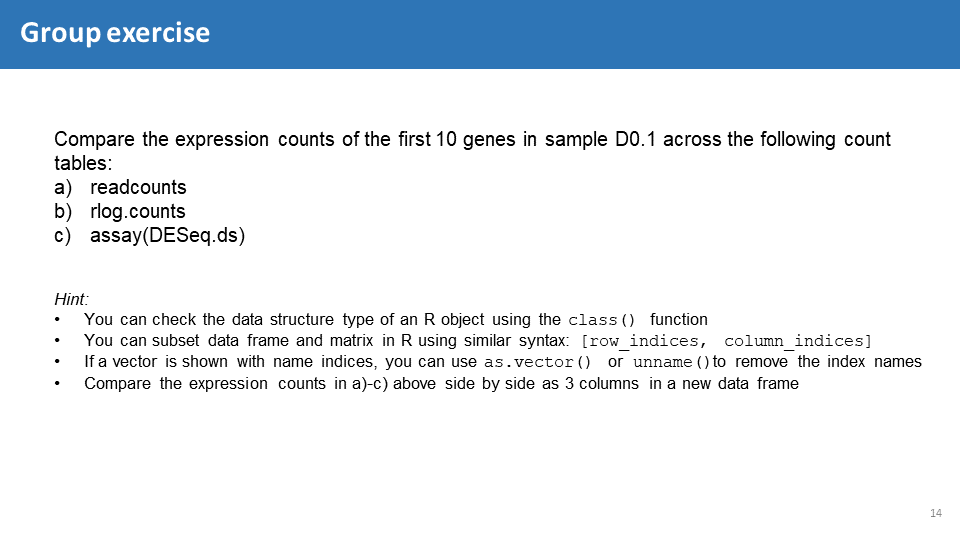 Group exercise
Compare the expression counts of the first 10 genes in sample D0.1 across the following count
tables:
a) readcounts
b) rlog.counts
c) assay(DESeq.ds)
Hint:
• You can check the data structure type of an R object using the class() function
• You can subset data frame and matrix in R using similar syntax: [row_indices, column_indices]
• If a vector is shown with name indices, you can use as.vector() or unname()to remove the index names
• Compare the expression counts in a)-c) above side by side as 3 columns in a new data frame
14